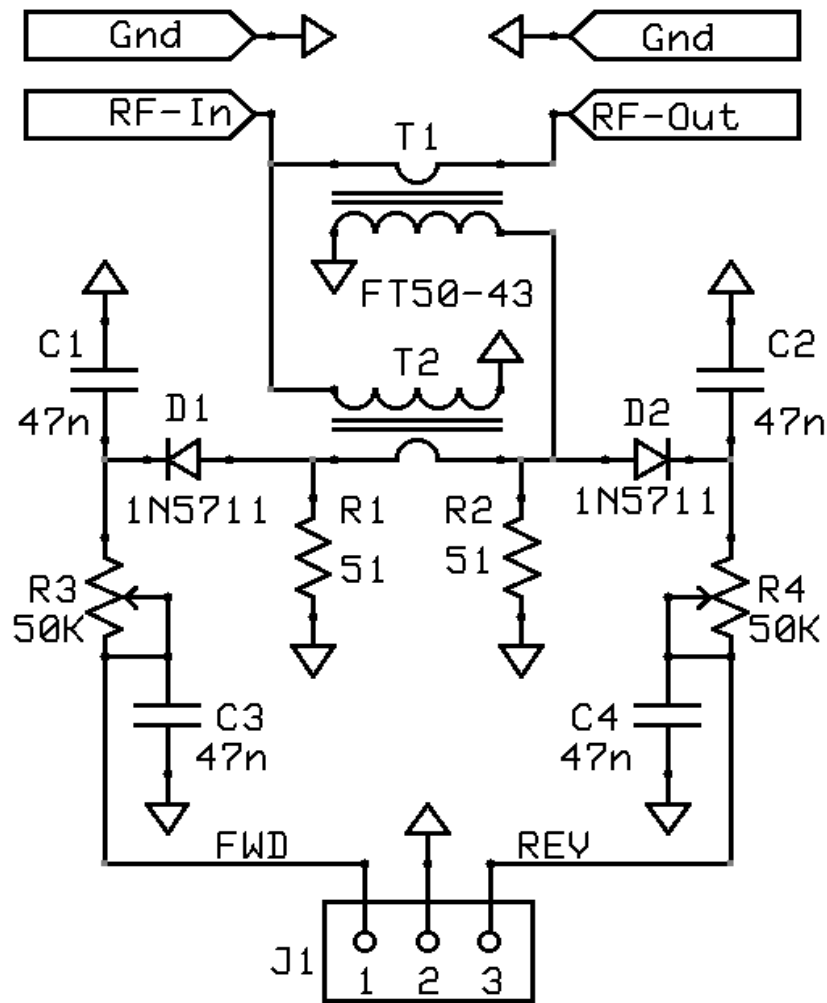 Gnd
Gnd
RF-In
RF-Out
T1
FT50-43
C1
47n
T2
C2
47n
D1
1N5711
D2
1N5711
R1
51
R2
51
R3
50K
R4
50K
C3
47n
C4
47n
FWD
REV
J1
1 2 3